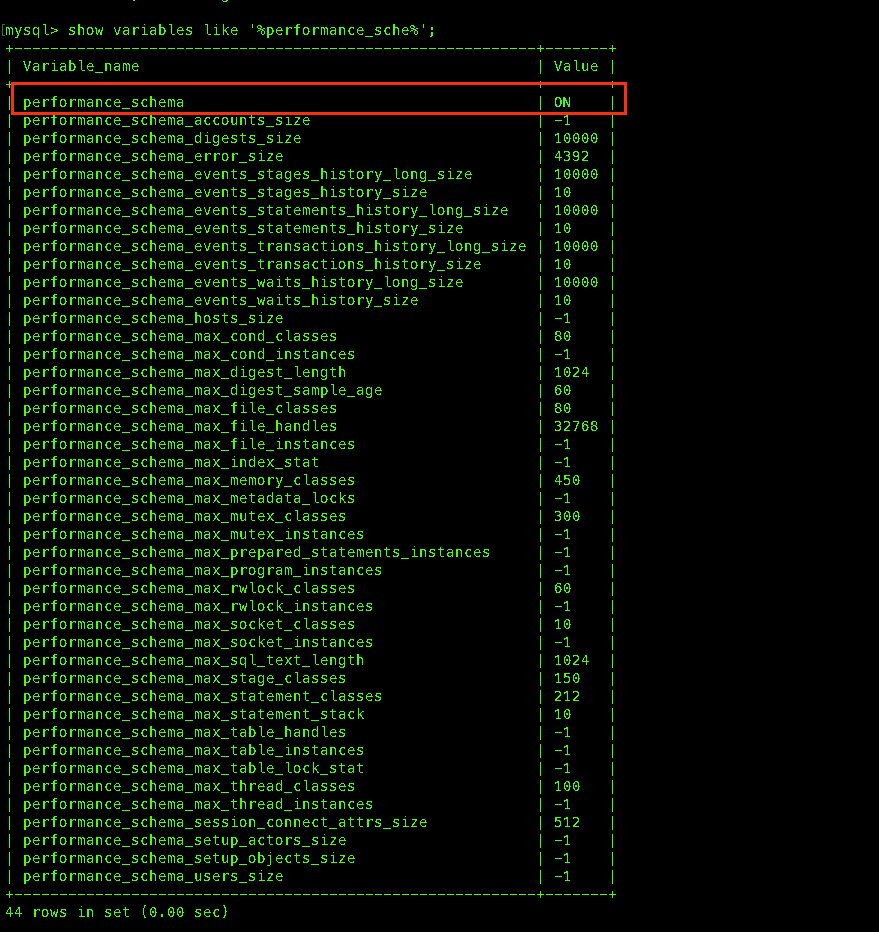 [mysql> show variables like '%performance_sche%';
+----------------------------------------------------------+-------+
| Variable_name | Value |
+----------------------------------------------------------+-------+
| performance_schema | ON |
| performance_schema_accounts_size | -1 |
| performance_schema_digests_size | 10000 |
| performance_schema_error_size | 4392 |
| performance_schema_events_stages_history_long_size | 10000 |
| performance_schema_events_stages_history_size | 10 |
| performance_schema_events_statements_history_long_size | 10000 |
| performance_schema_events_statements_history_size | 10 |
| performance_schema_events_transactions_history_long_size | 10000 |
| performance_schema_events_transactions_history_size | 10 |
| performance_schema_events_waits_history_long_size | 10000 |
| performance_schema_events_waits_history_size | 10 |
| performance_schema_hosts_size | -1 |
| performance_schema_max_cond_classes | 80 |
| performance_schema_max_cond_instances | -1 |
| performance_schema_max_digest_length | 1024 |
| performance_schema_max_digest_sample_age | 60 |
| performance_schema_max_file_classes | 80 |
| performance_schema_max_file_handles | 32768 |
| performance_schema_max_file_instances | -1 |
| performance_schema_max_index_stat | -1 |
| performance_schema_max_memory_classes | 450 |
| performance_schema_max_metadata_locks | -1 |
| performance_schema_max_mutex_classes | 300 |
| performance_schema_max_mutex_instances | -1 |
| performance_schema_max_prepared_statements_instances | -1 |
| performance_schema_max_program_instances | -1 |
| performance_schema_max_rwlock_classes | 60 |
| performance_schema_max_rwlock_instances | -1 |
| performance_schema_max_socket_classes | 10 |
| performance_schema_max_socket_instances | -1 |
| performance_schema_max_sql_text_length | 1024 |
| performance_schema_max_stage_classes | 150 |
| performance_schema_max_statement_classes | 212 |
| performance_schema_max_statement_stack | 10 |
| performance_schema_max_table_handles | -1 |
| performance_schema_max_table_instances | -1 |
| performance_schema_max_table_lock_stat | -1 |
| performance_schema_max_thread_classes | 100 |
| performance_schema_max_thread_instances | -1 |
| performance_schema_session_connect_attrs_size | 512 |
| performance_schema_setup_actors_size | -1 |
| performance_schema_setup_objects_size | -1 |
| performance_schema_users_size | -1 |
+----------------------------------------------------------+-------+
44 rows in set (0.00 sec)